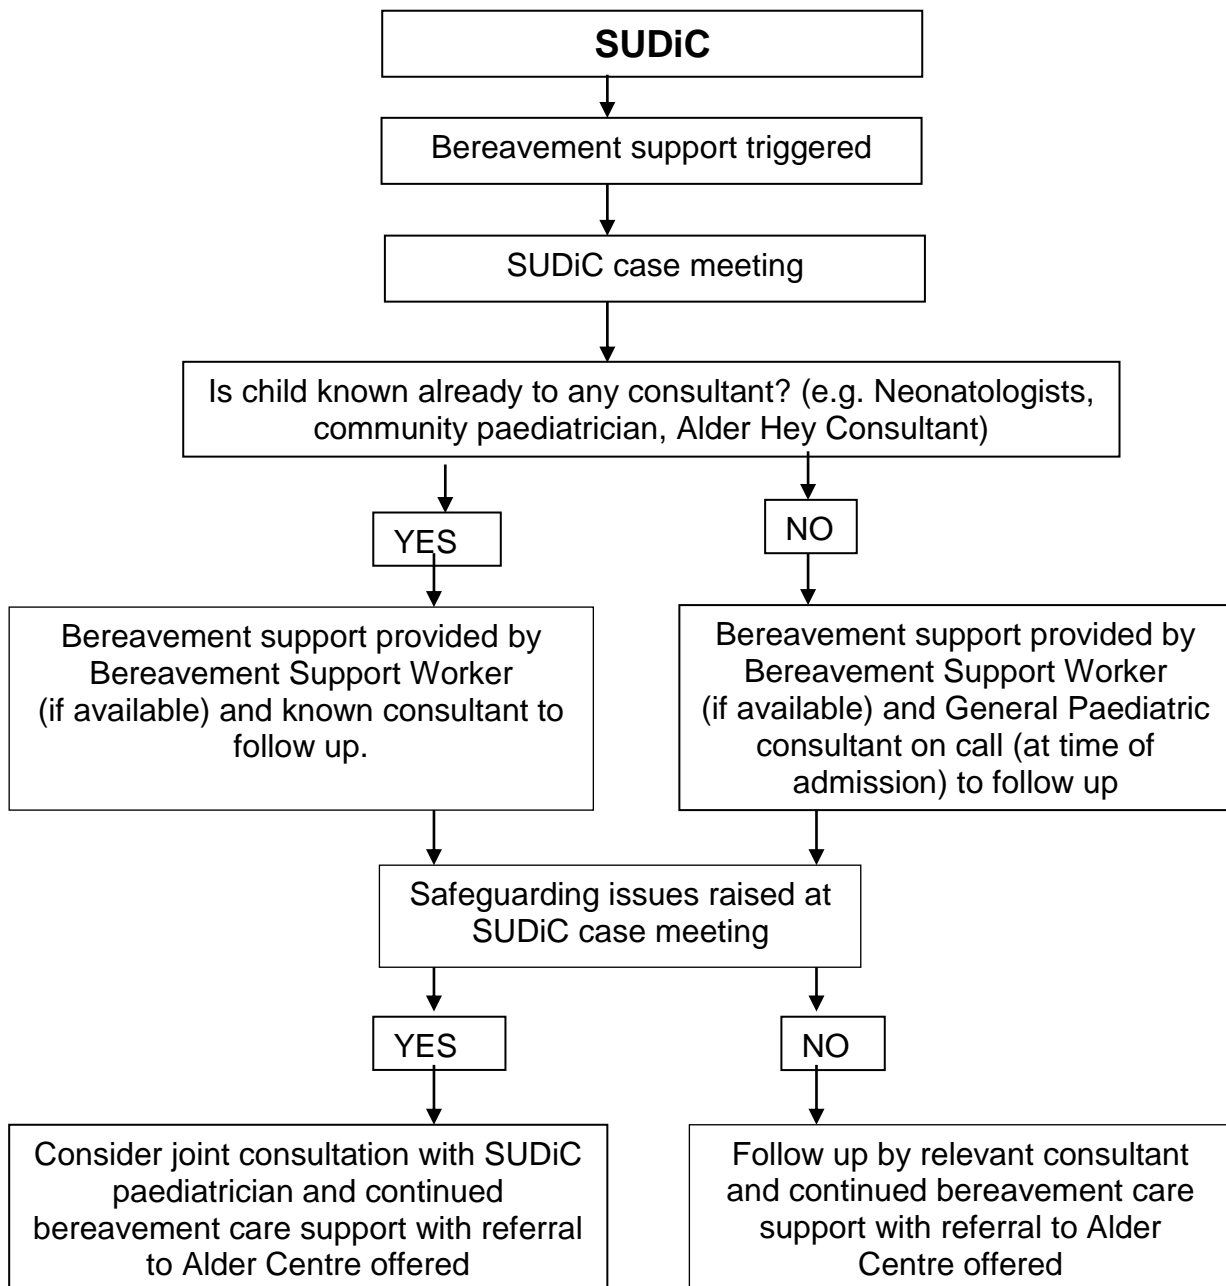 SUDiC
Bereavement support triggered
SUDiC case meeting
Is child known already to any consultant? (e.g. Neonatologists,
community paediatrician, Alder Hey Consultant)
YES
NO
Bereavement support provided by
Bereavement Support Worker
(if available) and known consultant to
follow up.
Bereavement support provided by
Bereavement Support Worker
(if available) and General Paediatric
consultant on call (at time of
admission) to follow up
Safeguarding issues raised at
SUDiC case meeting
YES
NO
Consider joint consultation with SUDiC
paediatrician and continued
bereavement care support with referral
to Alder Centre offered
Follow up by relevant consultant
and continued bereavement care
support with referral to Alder
Centre offered